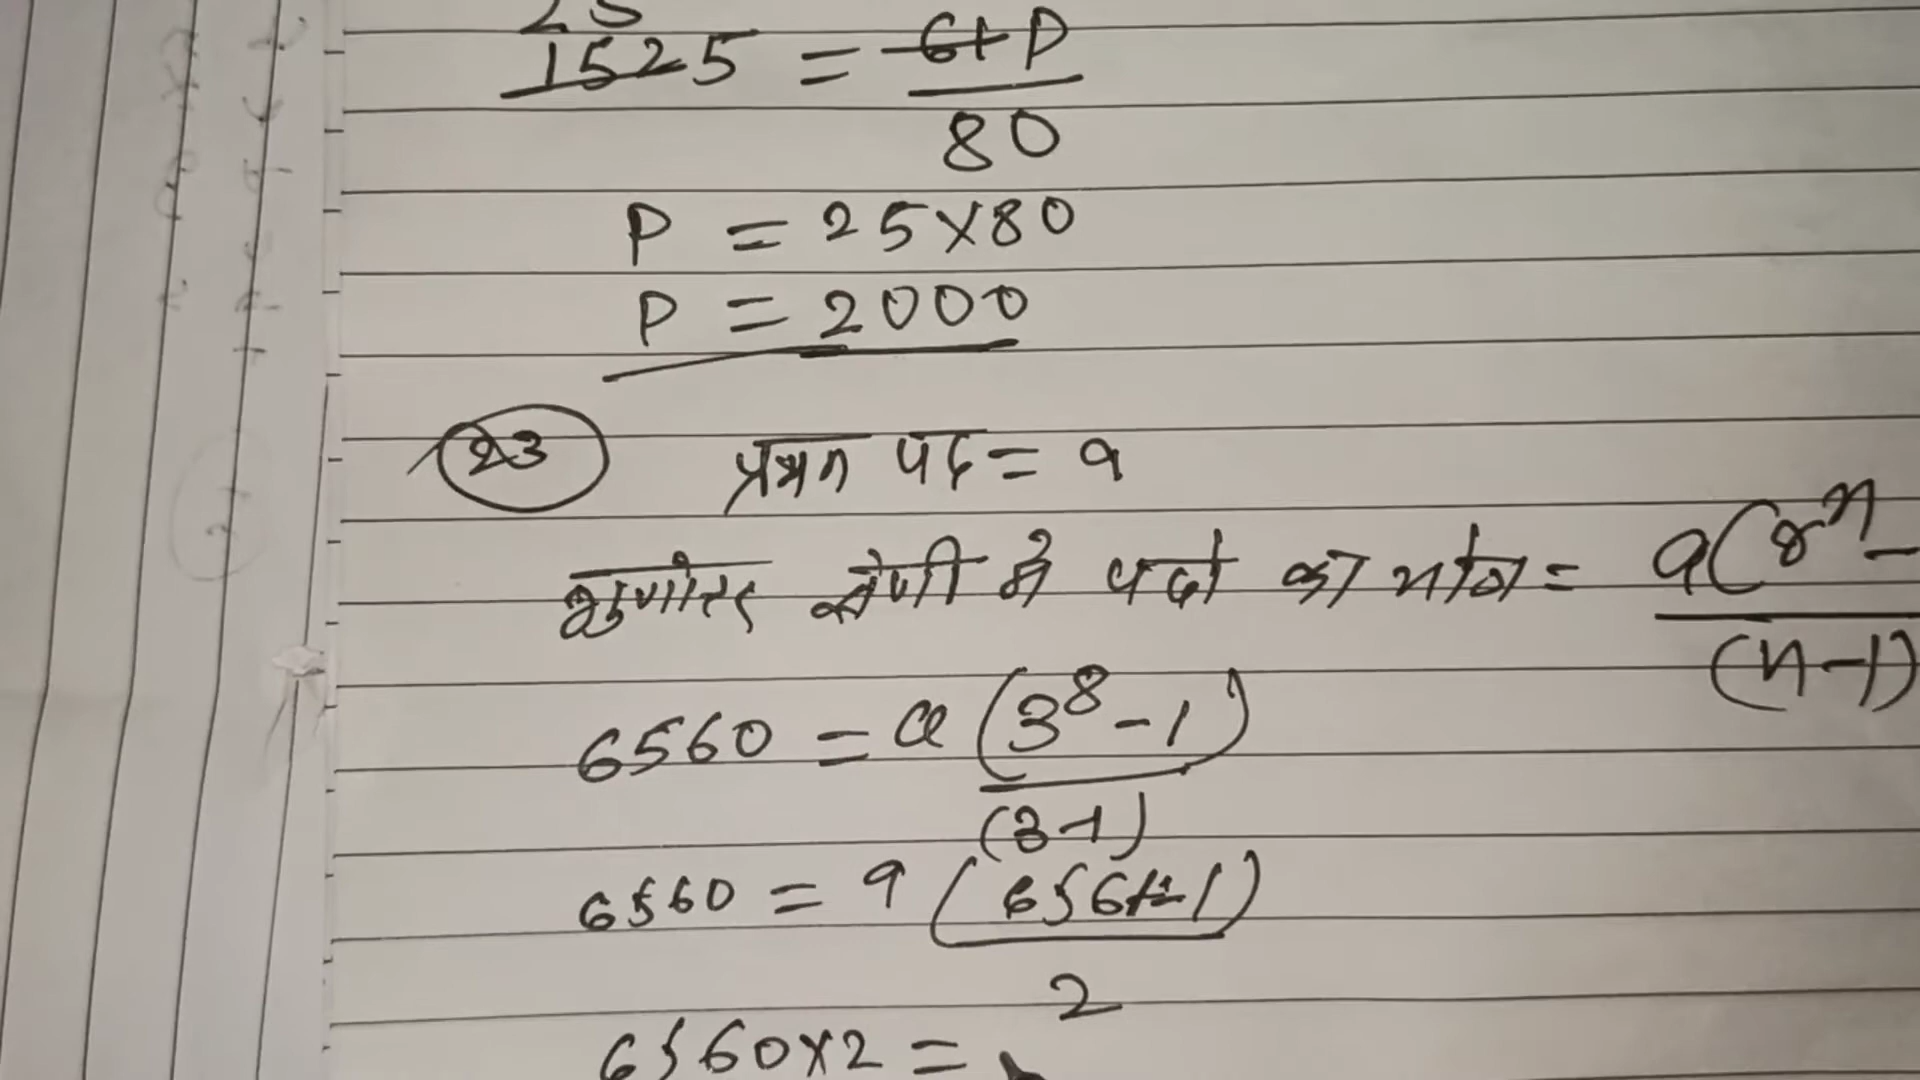 25
1525 = 61P
80
P = 25×80
P = 2000
23 प्रथम पद = a
गुणोत्तर श्रेणी में पदों का योग = a(r^n -
(n-1)
6560 = a (3^8 - 1)
(3-1)
6560 = a (6561-1)
2
6560×2 =